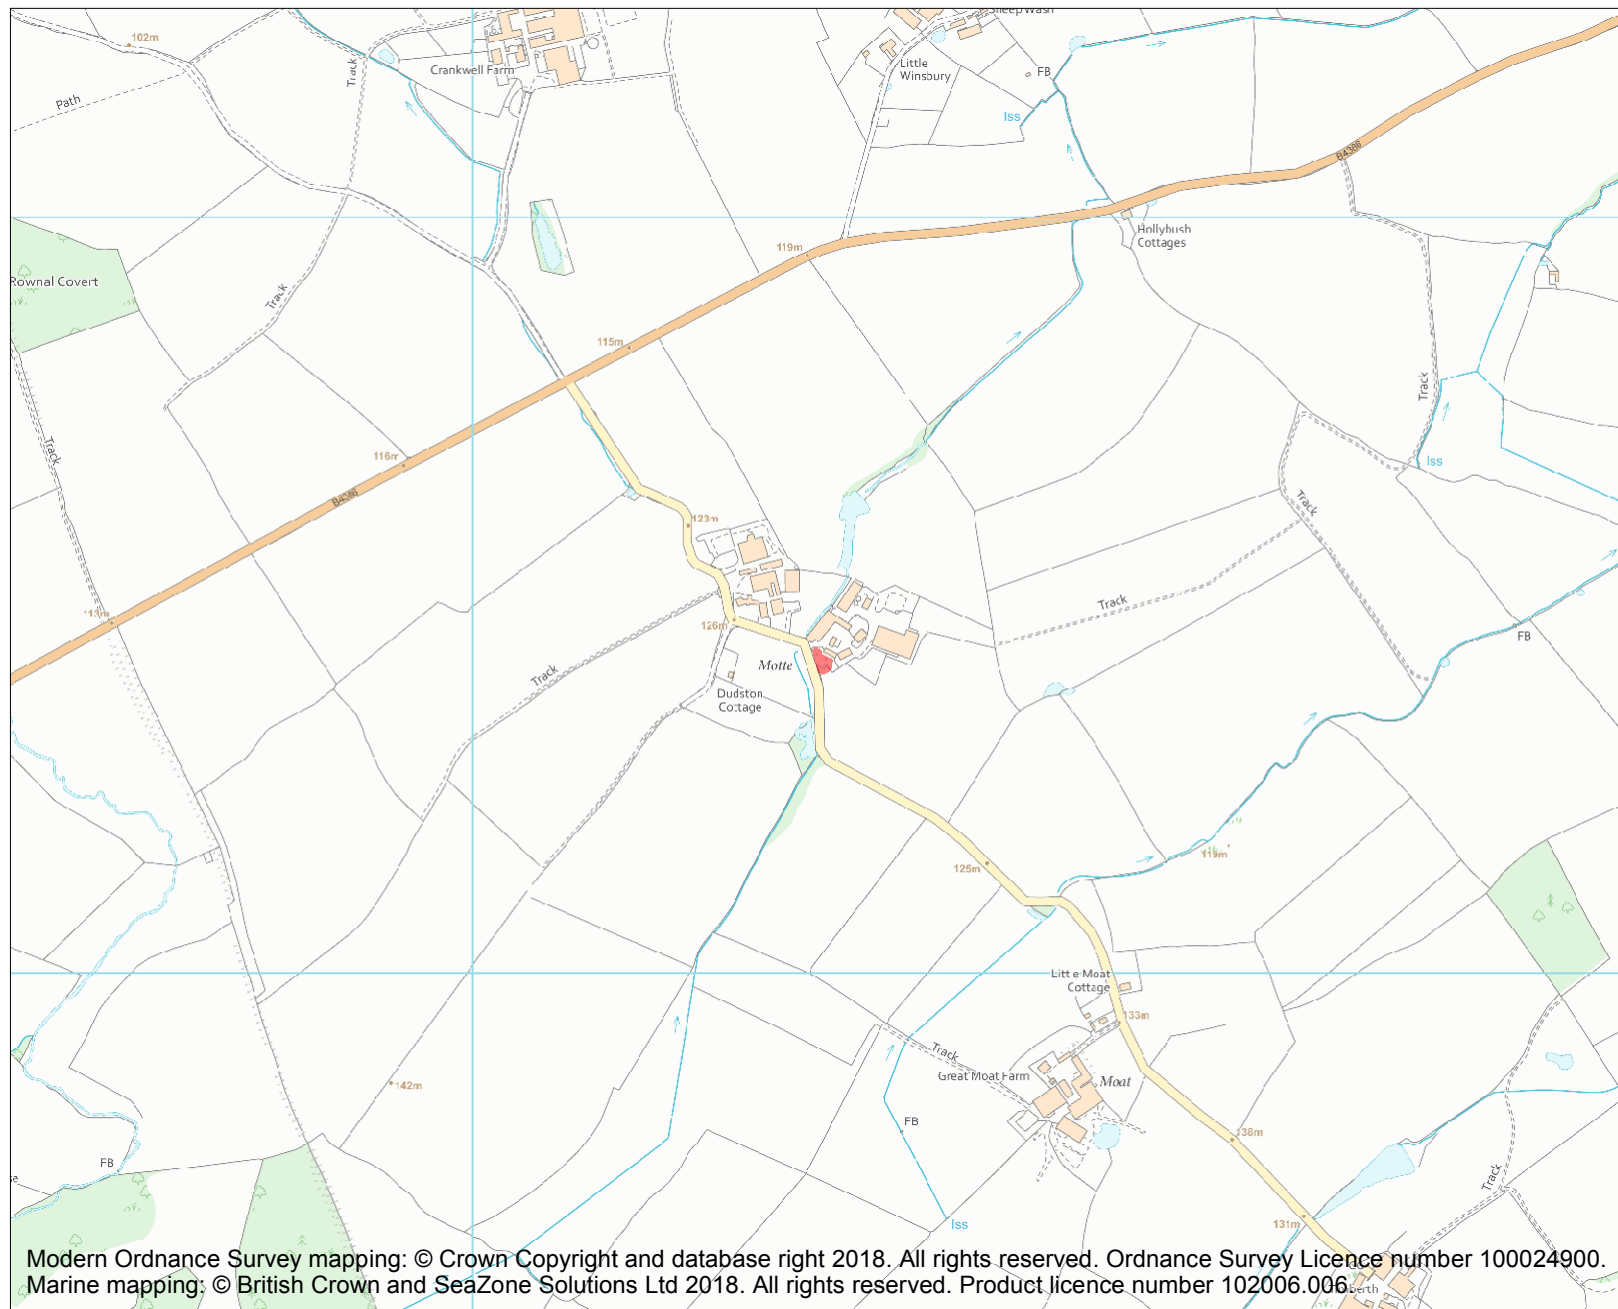 102m
Track
Crankwell Farm
Path
Little
Winsbury
FB
Iss
B4386
119m
Hollybush
Cottages
Rownal Covert
Track
115m
Track
116m
B4386
Track
Iss
123m
Track
113m
126m
Track
FB
Motte
Track
Dudston
Cottage
125m
119m
Little Moat
Cottage
133m
Track
Great Moat Farm
Moat
142m
FB
138m
FB
Track
Iss
131m
Modern Ordnance Survey mapping: © Crown Copyright and database right 2018. All rights reserved. Ordnance Survey Licence number 100024900.
Marine mapping: © British Crown and SeaZone Solutions Ltd 2018. All rights reserved. Product licence number 102006.006.